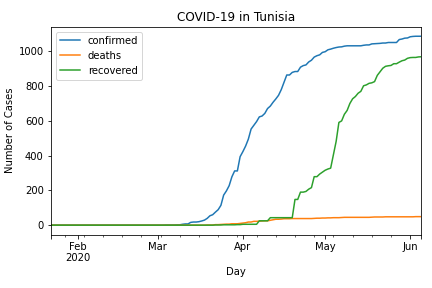 COVID-19 in Tunisia
confirmed
deaths
recovered
Number of Cases
1000
800
600
400
200
0
Feb
2020
Mar
Apr
May
Jun
Day